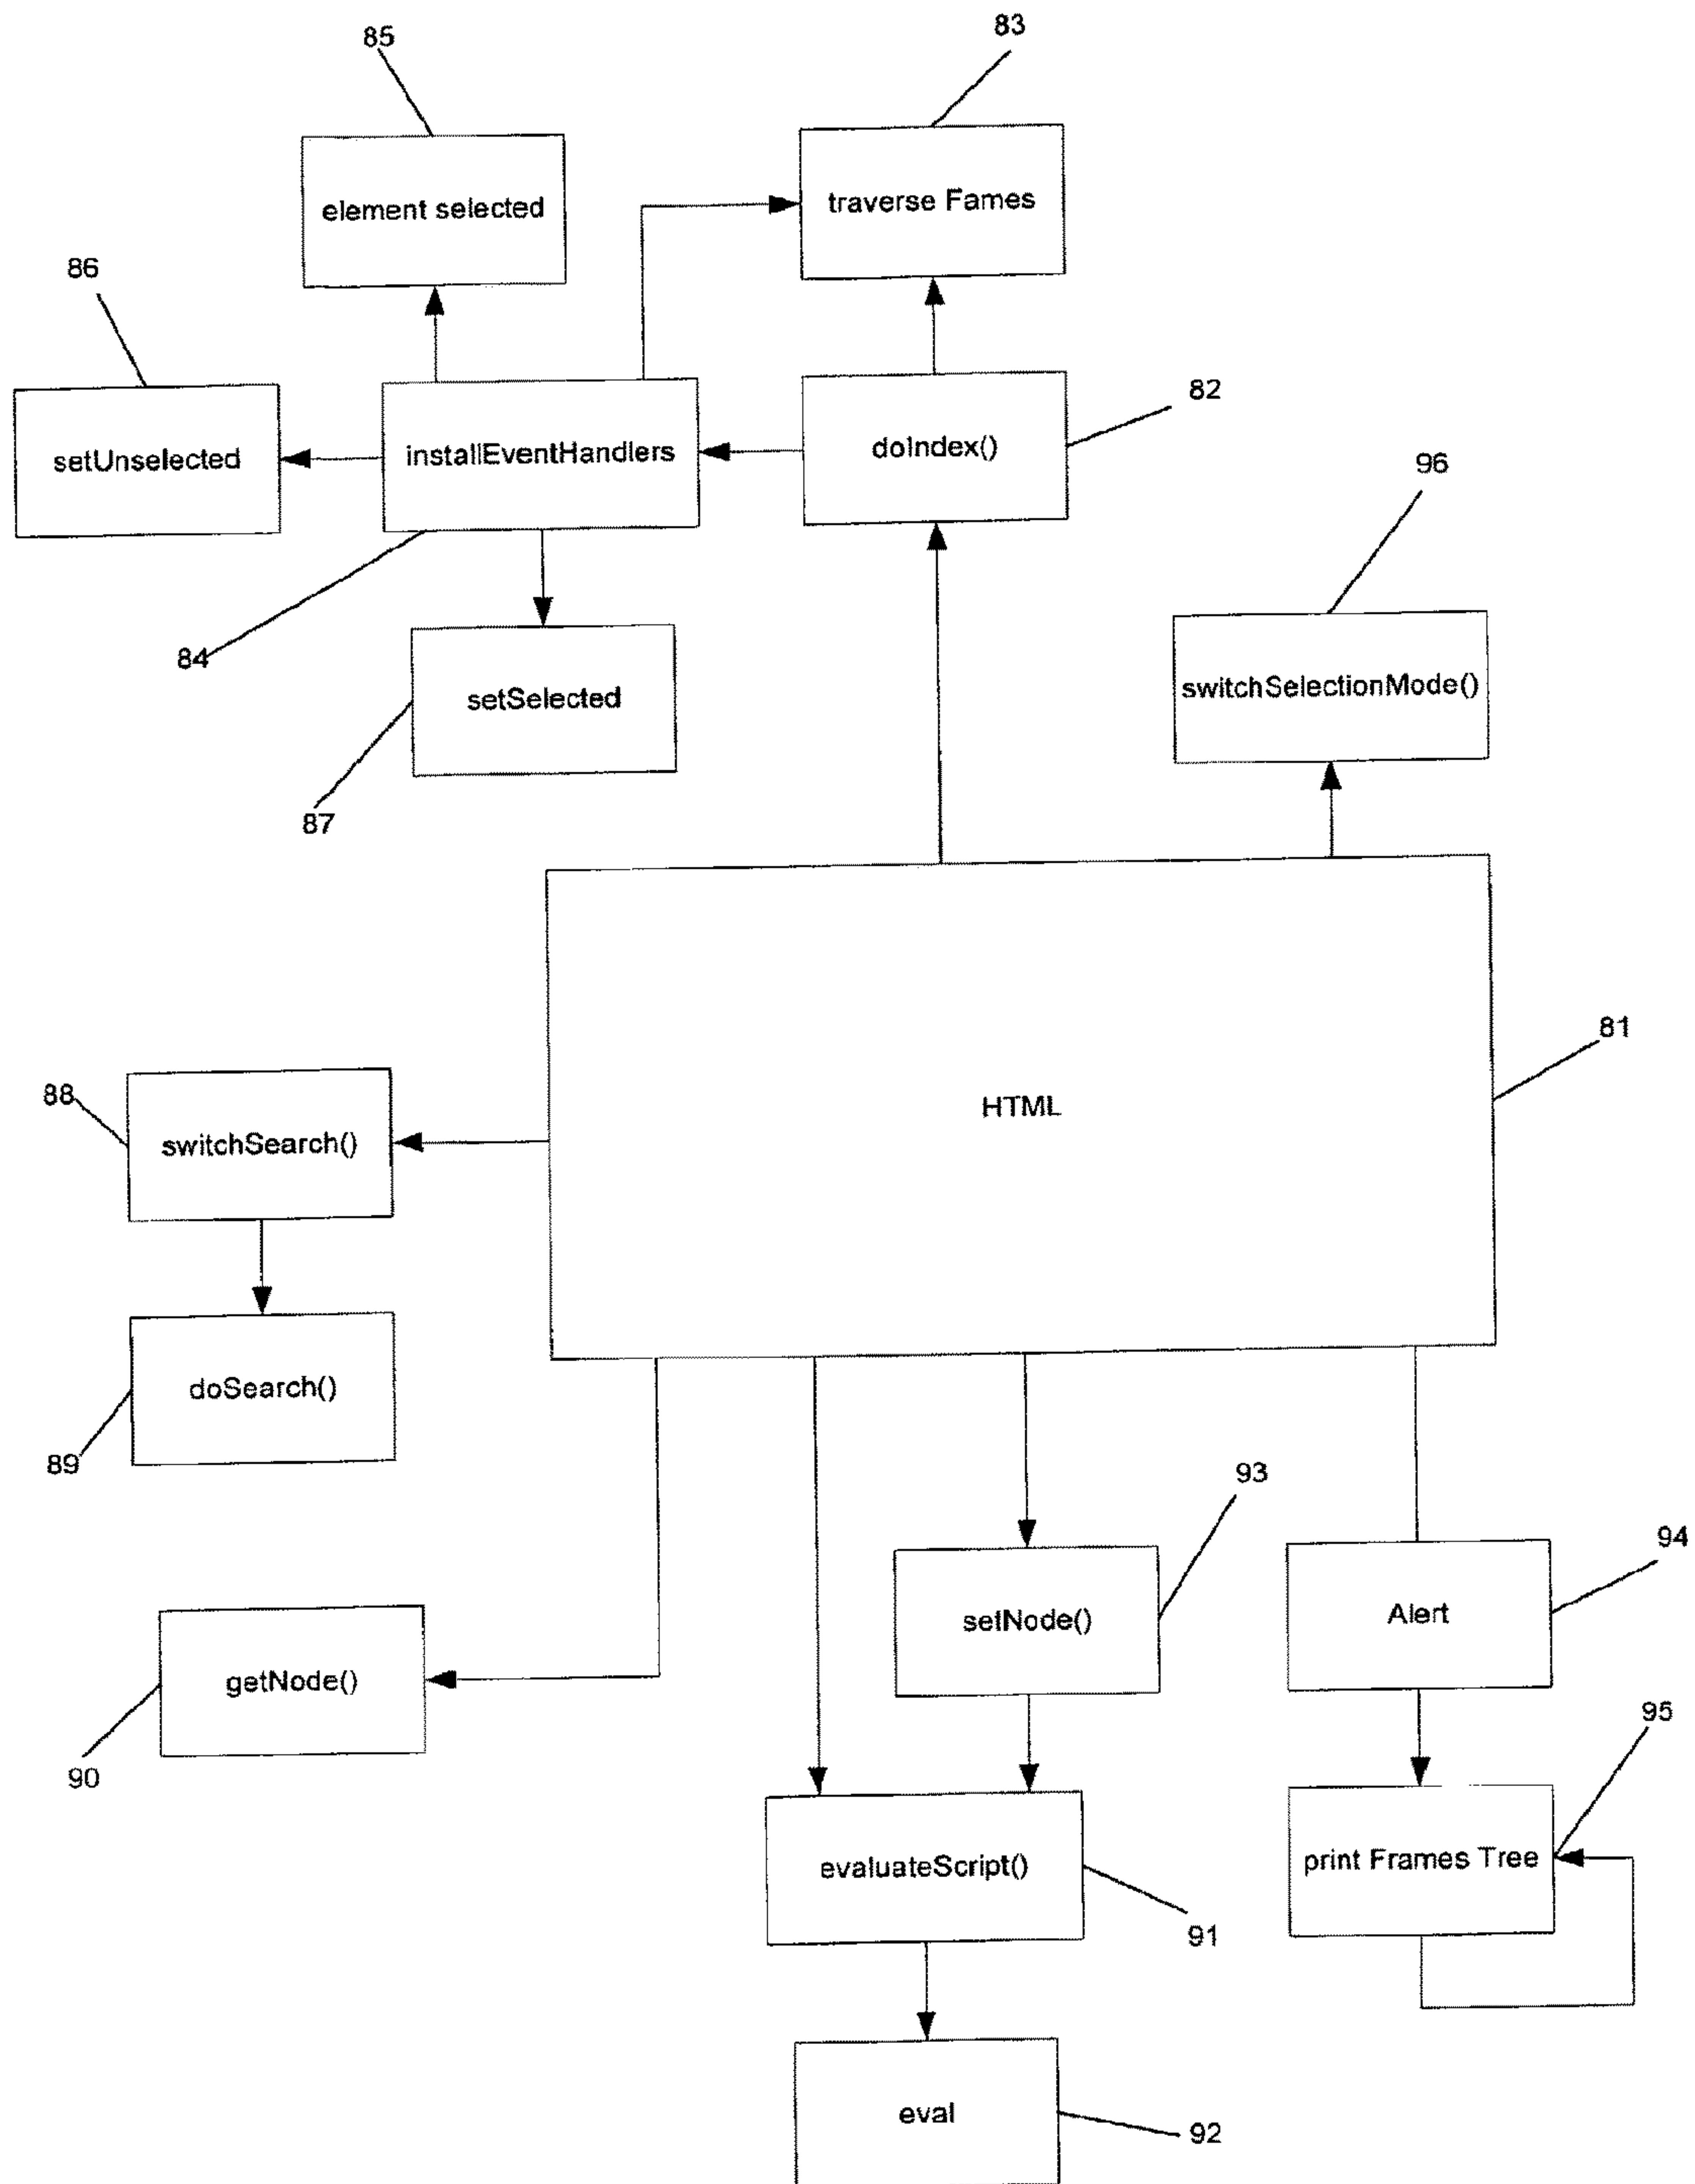 85
83
element selected
traverse Fames
86
82
setUnselected
installEventHandlers
doIndex()
96
84
setSelected
switchSelectionMode()
87
81
HTML
88
switchSearch()
doSearch()
89
93
94
setNode()
Alert
getNode()
95
90
evaluateScript()
print Frames Tree
91
eval
92